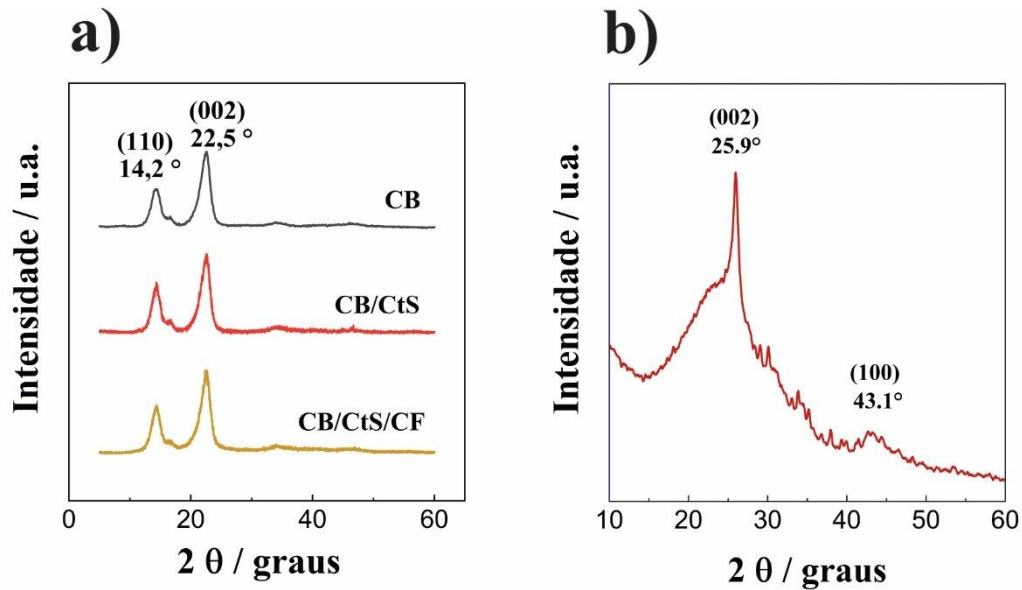 a)
(110)
14,2 °
(002)
22,5 °
CB
CB/CtS
CB/CtS/CF
Intensidade / u.a.
0 20 40 60
2 θ / graus
b)
(002)
25.9°
(100)
43.1°
Intensidade / u.a.
10 20 30 40 50 60
2 θ / graus